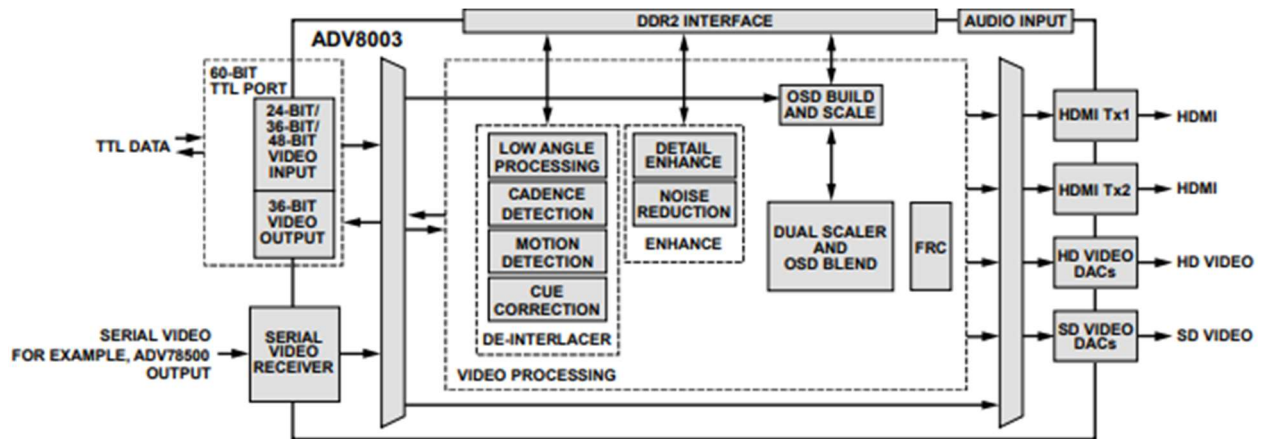 DDR2 INTERFACE
AUDIO INPUT
ADV8003
60-BIT
TTL PORT
24-BIT/
36-BIT/
48-BIT
VIDEO
INPUT
36-BIT
VIDEO
OUTPUT
TTL DATA
SERIAL VIDEO
FOR EXAMPLE, ADV78500
OUTPUT
SERIAL
VIDEO
RECEIVER
LOW ANGLE
PROCESSING
CADENCE
DETECTION
MOTION
DETECTION
CUE
CORRECTION
DE-INTERLACER
DETAIL
ENHANCE
NOISE
REDUCTION
ENHANCE
OSD BUILD
AND SCALE
DUAL SCALER
AND
OSD BLEND
FRC
VIDEO PROCESSING
HDMI Tx1
HDMI
HDMI Tx2
HDMI
HD VIDEO
DACs
HD VIDEO
SD VIDEO
DACs
SD VIDEO